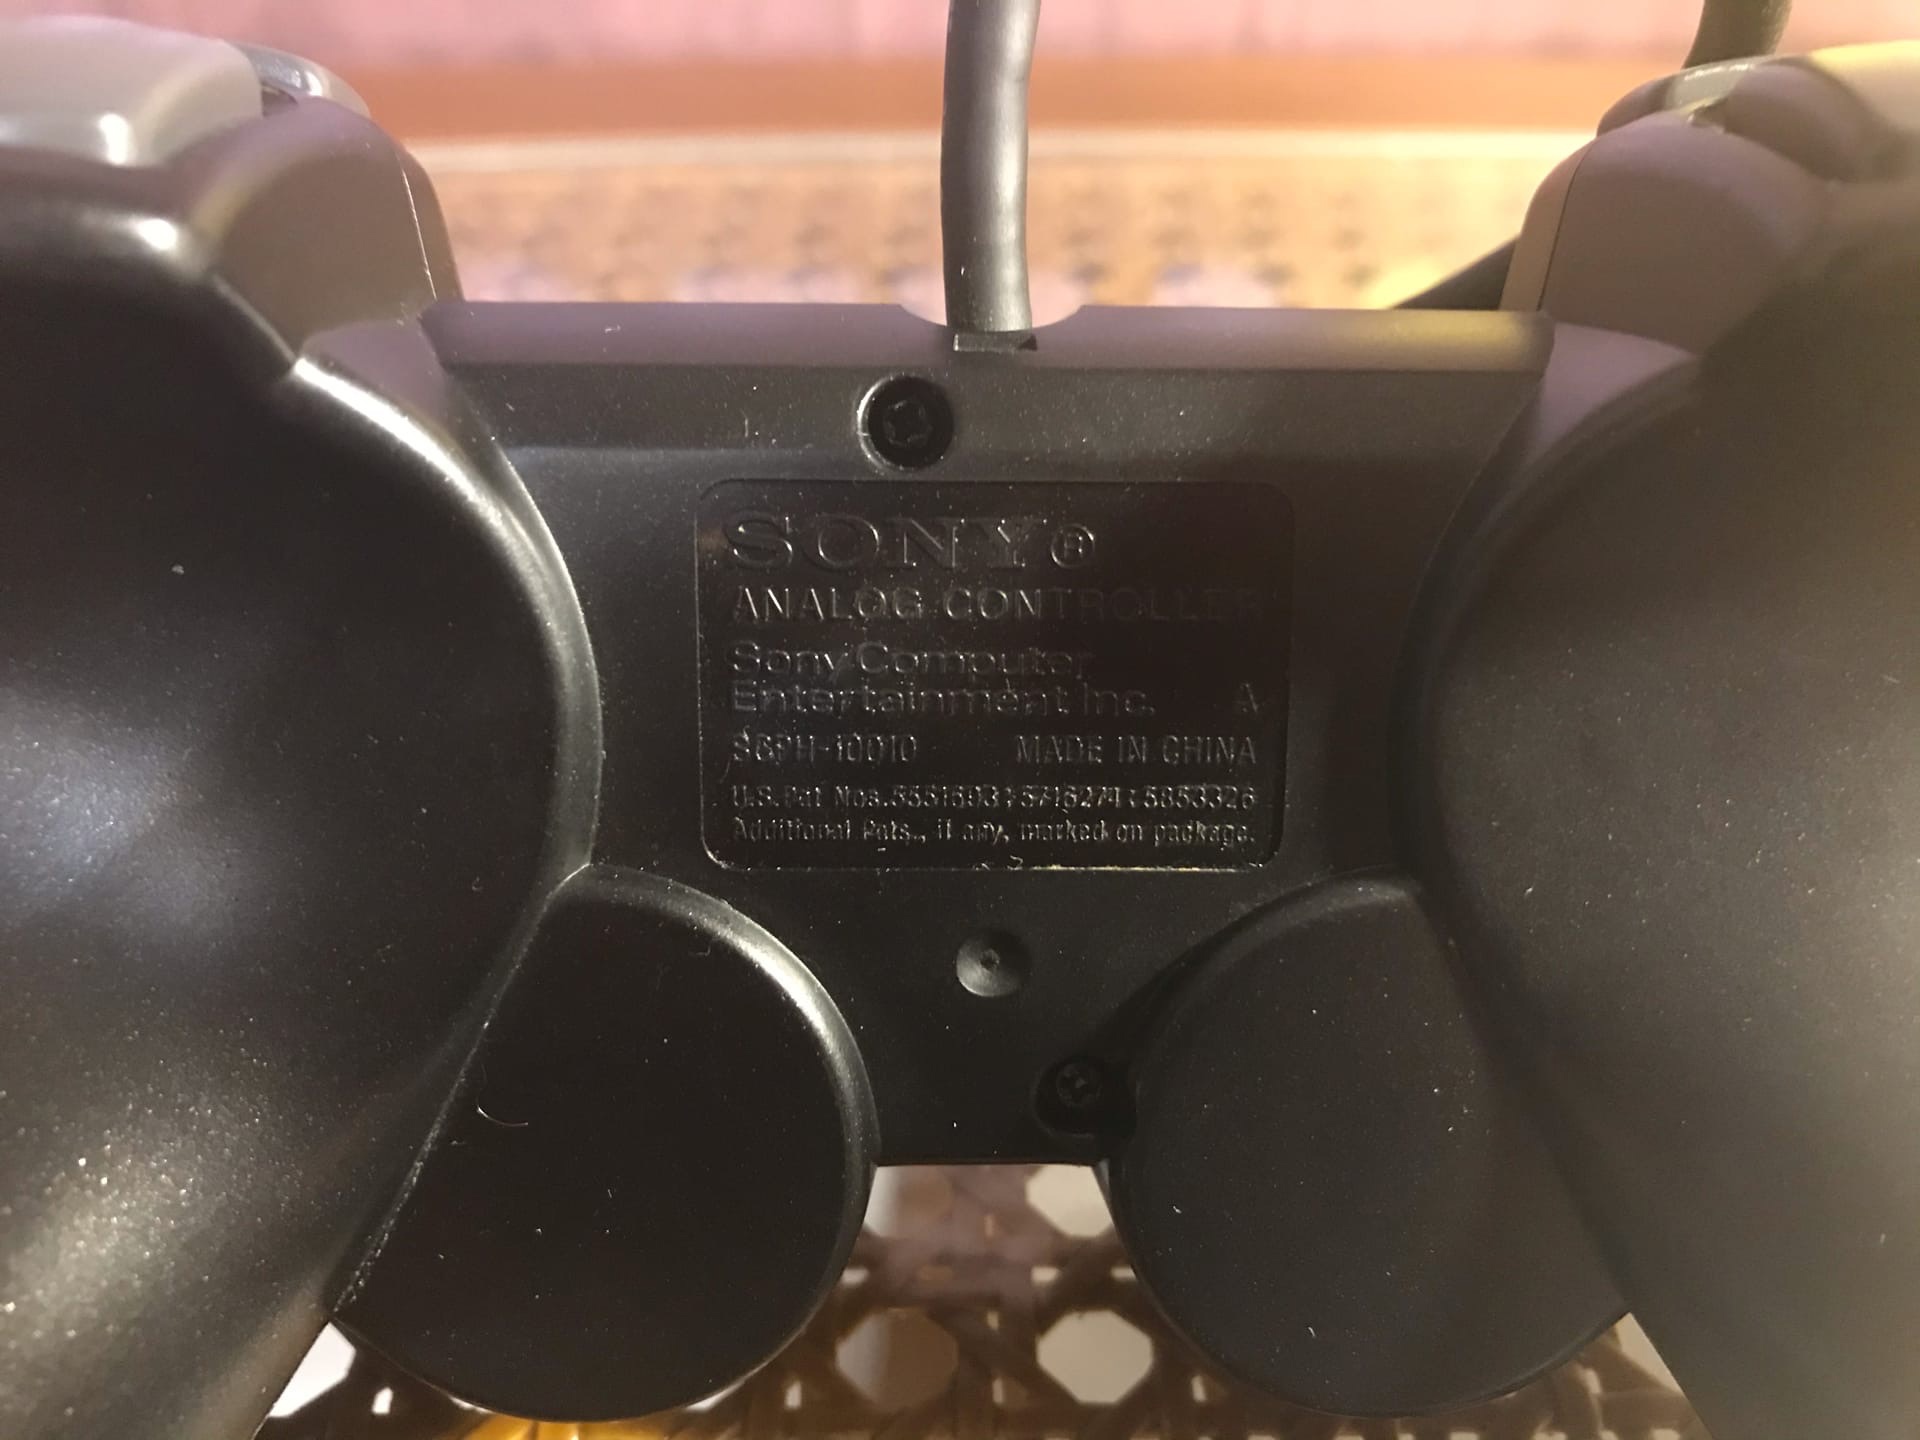 SONY®
ANALOG CONTROLLER
Sony Computer
Entertainment Inc. A
SCPH-10010 MADE IN CHINA
U.S. Pat Nos. 5551693; 5716274; 5853326
Additional Pats., if any, marked on package.